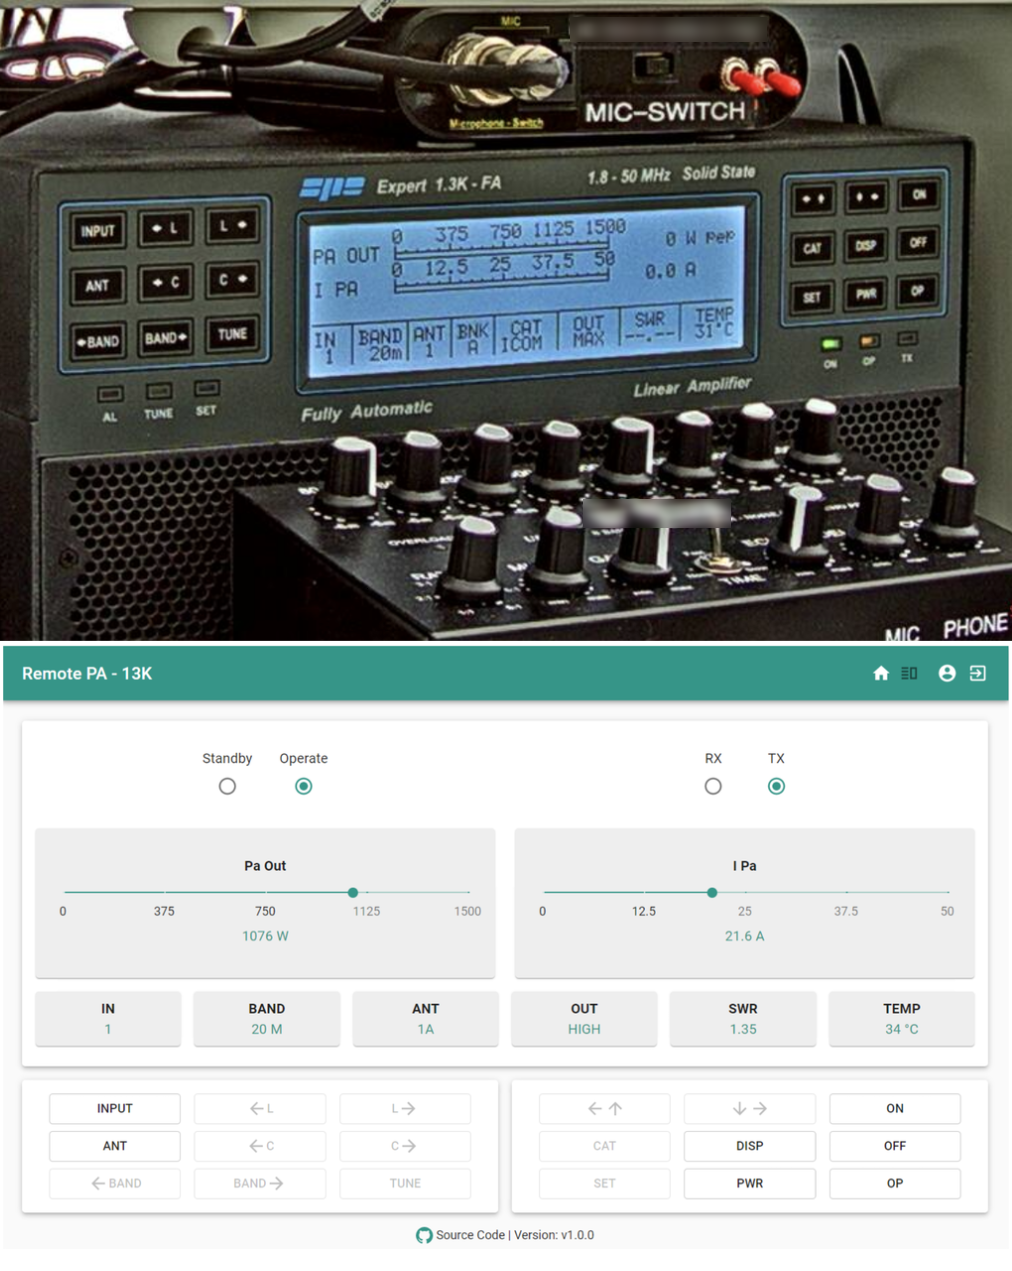 MIC
Microphone - Switch
MIC-SWITCH
SPE Expert 1.3K - FA
1.8 - 50 MHz Solid State
INPUT
← L
L →
ANT
← C
C →
←BAND
BAND→
TUNE
AL TUNE SET
0 375 750 1125 1500
PA OUT
0 W pep
0 12.5 25 37.5 50
I PA
0.0 A
IN BAND ANT BNK CAT OUT SWR TEMP
1 20m 1 A ICOM MAX --.-- 31°C
ON
CAT DISP OFF
SET PWR OP
ON OP TX
Fully Automatic
Linear Amplifier
TIME
MIC PHONE
Remote PA - 13K
Standby Operate
RX TX
Pa Out
0 375 750 1125 1500
1076 W
I Pa
0 12.5 25 37.5 50
21.6 A
IN BAND ANT OUT SWR TEMP
1 20 M 1A HIGH 1.35 34 °C
INPUT ← L L →
ANT ← C C →
← BAND BAND → TUNE
← ↑ ↓ → ON
CAT DISP OFF
SET PWR OP
Source Code | Version: v1.0.0